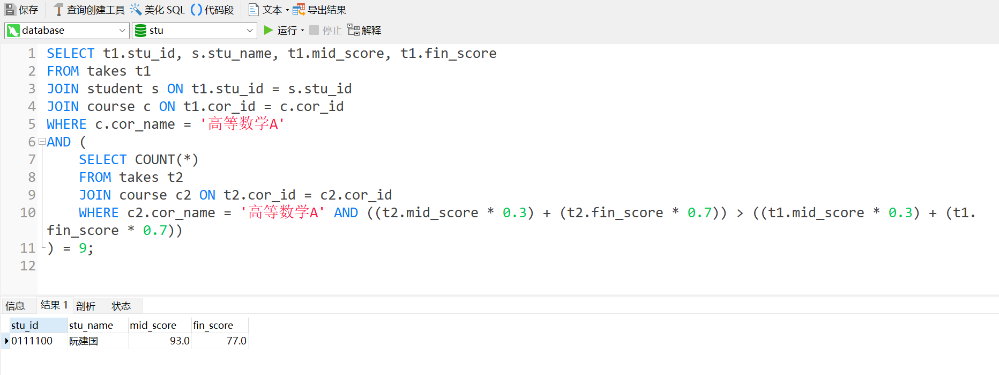 保存 查询创建工具 美化 SQL 代码段 文本 导出结果
database stu 运行 停止 解释
1 SELECT t1.stu_id, s.stu_name, t1.mid_score, t1.fin_score
2 FROM takes t1
3 JOIN student s ON t1.stu_id = s.stu_id
4 JOIN course c ON t1.cor_id = c.cor_id
5 WHERE c.cor_name = '高等数学A'
6 AND (
7 SELECT COUNT(*)
8 FROM takes t2
9 JOIN course c2 ON t2.cor_id = c2.cor_id
10 WHERE c2.cor_name = '高等数学A' AND ((t2.mid_score * 0.3) + (t2.fin_score * 0.7)) > ((t1.mid_score * 0.3) + (t1.
fin_score * 0.7))
11 ) = 9;
12
信息 结果 1 剖析 状态
stu_id stu_name mid_score fin_score
0111100 阮建国 93.0 77.0